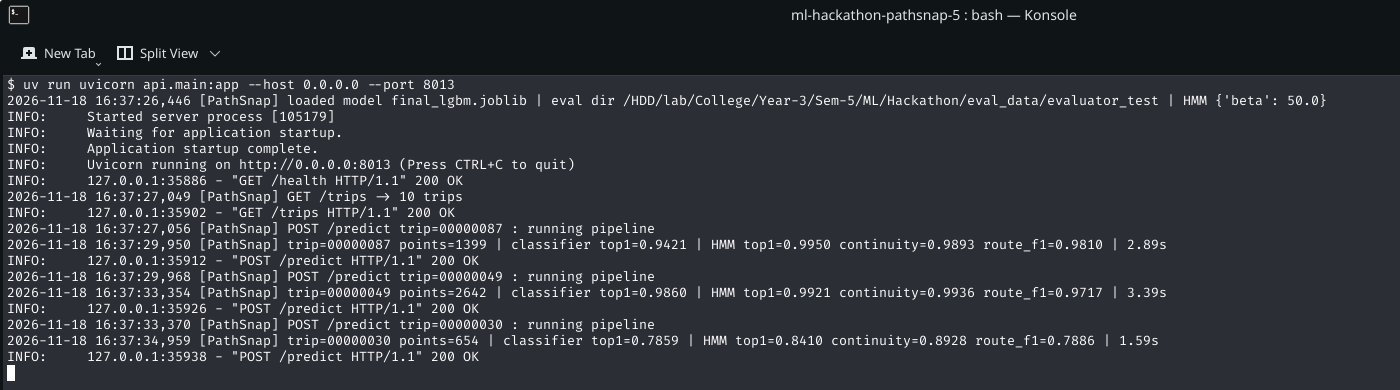 ml-hackathon-pathsnap-5 : bash — Konsole
New Tab Split View
$ uv run uvicorn api.main:app --host 0.0.0.0 --port 8013
2026-11-18 16:37:26,446 [PathSnap] loaded model final_lgbm.joblib | eval dir /HDD/lab/College/Year-3/Sem-5/ML/Hackathon/eval_data/evaluator_test | HMM {'beta': 50.0}
INFO:     Started server process [105179]
INFO:     Waiting for application startup.
INFO:     Application startup complete.
INFO:     Uvicorn running on http://0.0.0.0:8013 (Press CTRL+C to quit)
INFO:     127.0.0.1:35886 - "GET /health HTTP/1.1" 200 OK
2026-11-18 16:37:27,049 [PathSnap] GET /trips → 10 trips
INFO:     127.0.0.1:35902 - "GET /trips HTTP/1.1" 200 OK
2026-11-18 16:37:27,056 [PathSnap] POST /predict trip=00000087 : running pipeline
2026-11-18 16:37:29,950 [PathSnap] trip=00000087 points=1399 | classifier top1=0.9421 | HMM top1=0.9950 continuity=0.9893 route_f1=0.9810 | 2.89s
INFO:     127.0.0.1:35912 - "POST /predict HTTP/1.1" 200 OK
2026-11-18 16:37:29,968 [PathSnap] POST /predict trip=00000049 : running pipeline
2026-11-18 16:37:33,354 [PathSnap] trip=00000049 points=2642 | classifier top1=0.9860 | HMM top1=0.9921 continuity=0.9936 route_f1=0.9717 | 3.39s
INFO:     127.0.0.1:35926 - "POST /predict HTTP/1.1" 200 OK
2026-11-18 16:37:33,370 [PathSnap] POST /predict trip=00000030 : running pipeline
2026-11-18 16:37:34,959 [PathSnap] trip=00000030 points=654 | classifier top1=0.7859 | HMM top1=0.8410 continuity=0.8928 route_f1=0.7886 | 1.59s
INFO:     127.0.0.1:35938 - "POST /predict HTTP/1.1" 200 OK